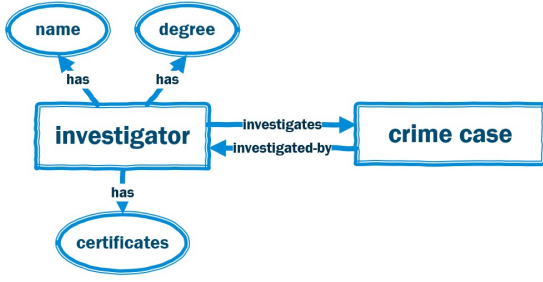 name
degree
has
has
investigates
investigator
crime case
investigated-by
has
certificates